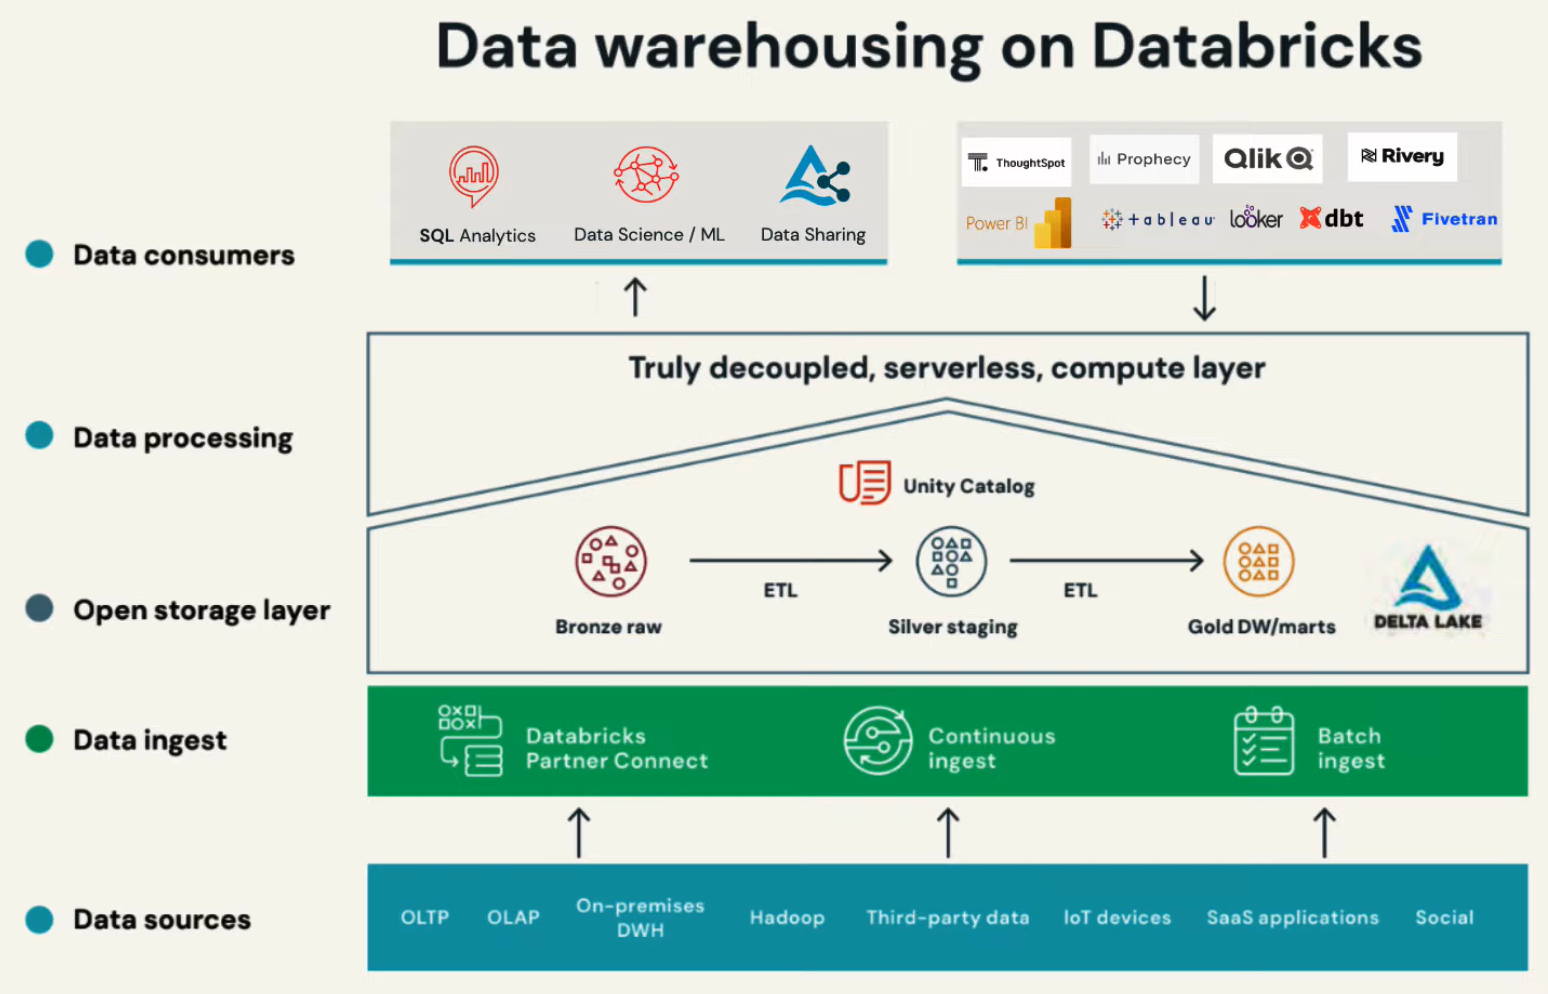 Data warehousing on Databricks
Data consumers
SQL Analytics
Data Science / ML
Data Sharing
ThoughtSpot
Prophecy
Qlik
Rivery
Power BI
+ableau
looker
dbt
Fivetran
Data processing
Truly decoupled, serverless, compute layer
Unity Catalog
Open storage layer
Bronze raw
ETL
Silver staging
ETL
Gold DW/marts
DELTA LAKE
Data ingest
Databricks
Partner Connect
Continuous
ingest
Batch
ingest
Data sources
OLTP
OLAP
On-premises
DWH
Hadoop
Third-party data
IoT devices
SaaS applications
Social